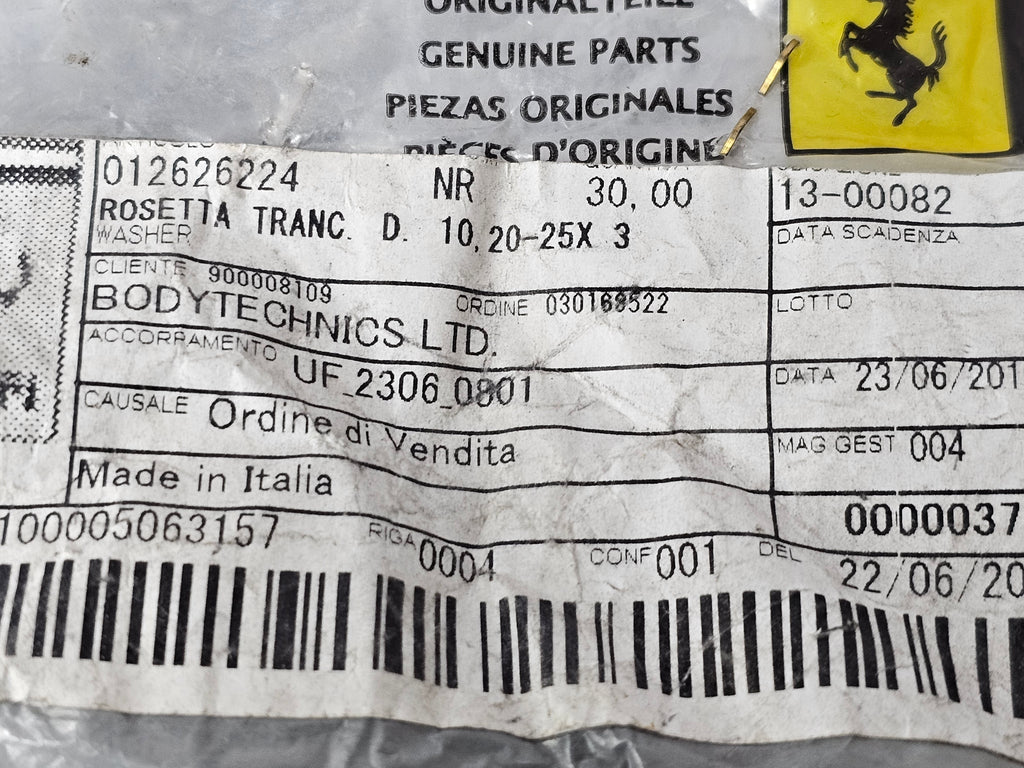 ORIGINALTEILE
GENUINE PARTS
PIEZAS ORIGINALES
PIÈCES D'ORIGINE
012626224 NR 30,00
ROSETTA TRANC. D. 10,20-25X 3
WASHER
13-00082
DATA SCADENZA
CLIENTE 900008109 ORDINE 030169522
BODYTECHNICS LTD.
LOTTO
ACCORPAMENTO UF_2306_0801
DATA 23/06/201
CAUSALE Ordine di Vendita
MAG GEST 004
Made in Italia
0000037
100005063157 RIGA 0004 CONF 001 DEL 22/06/20